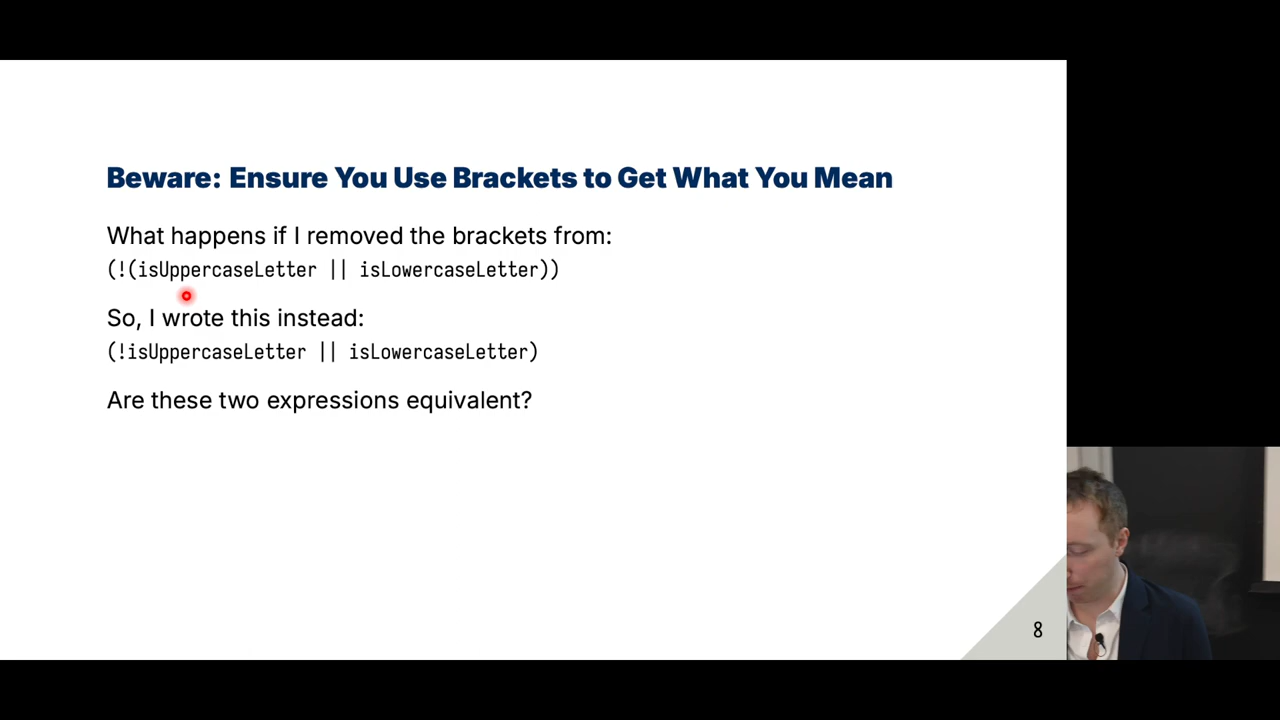 Beware: Ensure You Use Brackets to Get What You Mean
What happens if I removed the brackets from:
(!(isUppercaseLetter || isLowercaseLetter))
So, I wrote this instead:
(!isUppercaseLetter || isLowercaseLetter)
Are these two expressions equivalent?
8